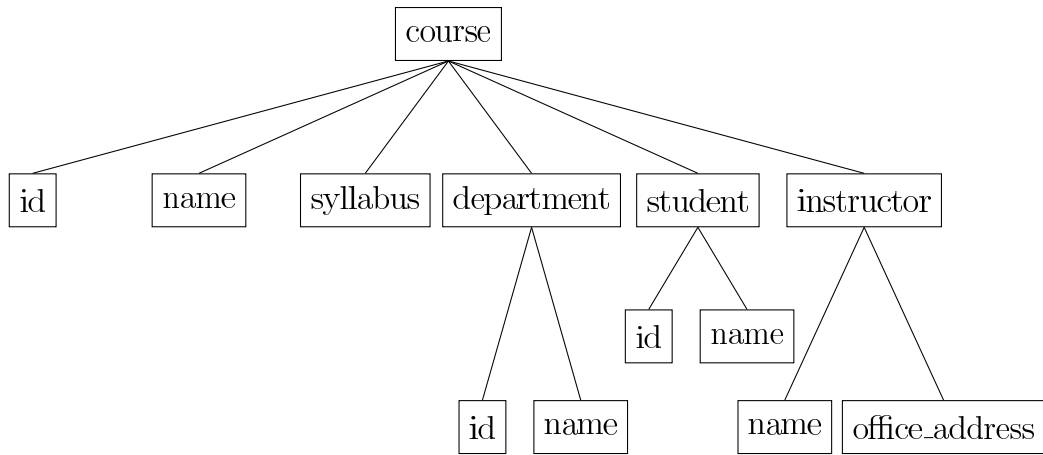 course
id
name
syllabus
department
student
instructor
id
name
id
name
name
office_address